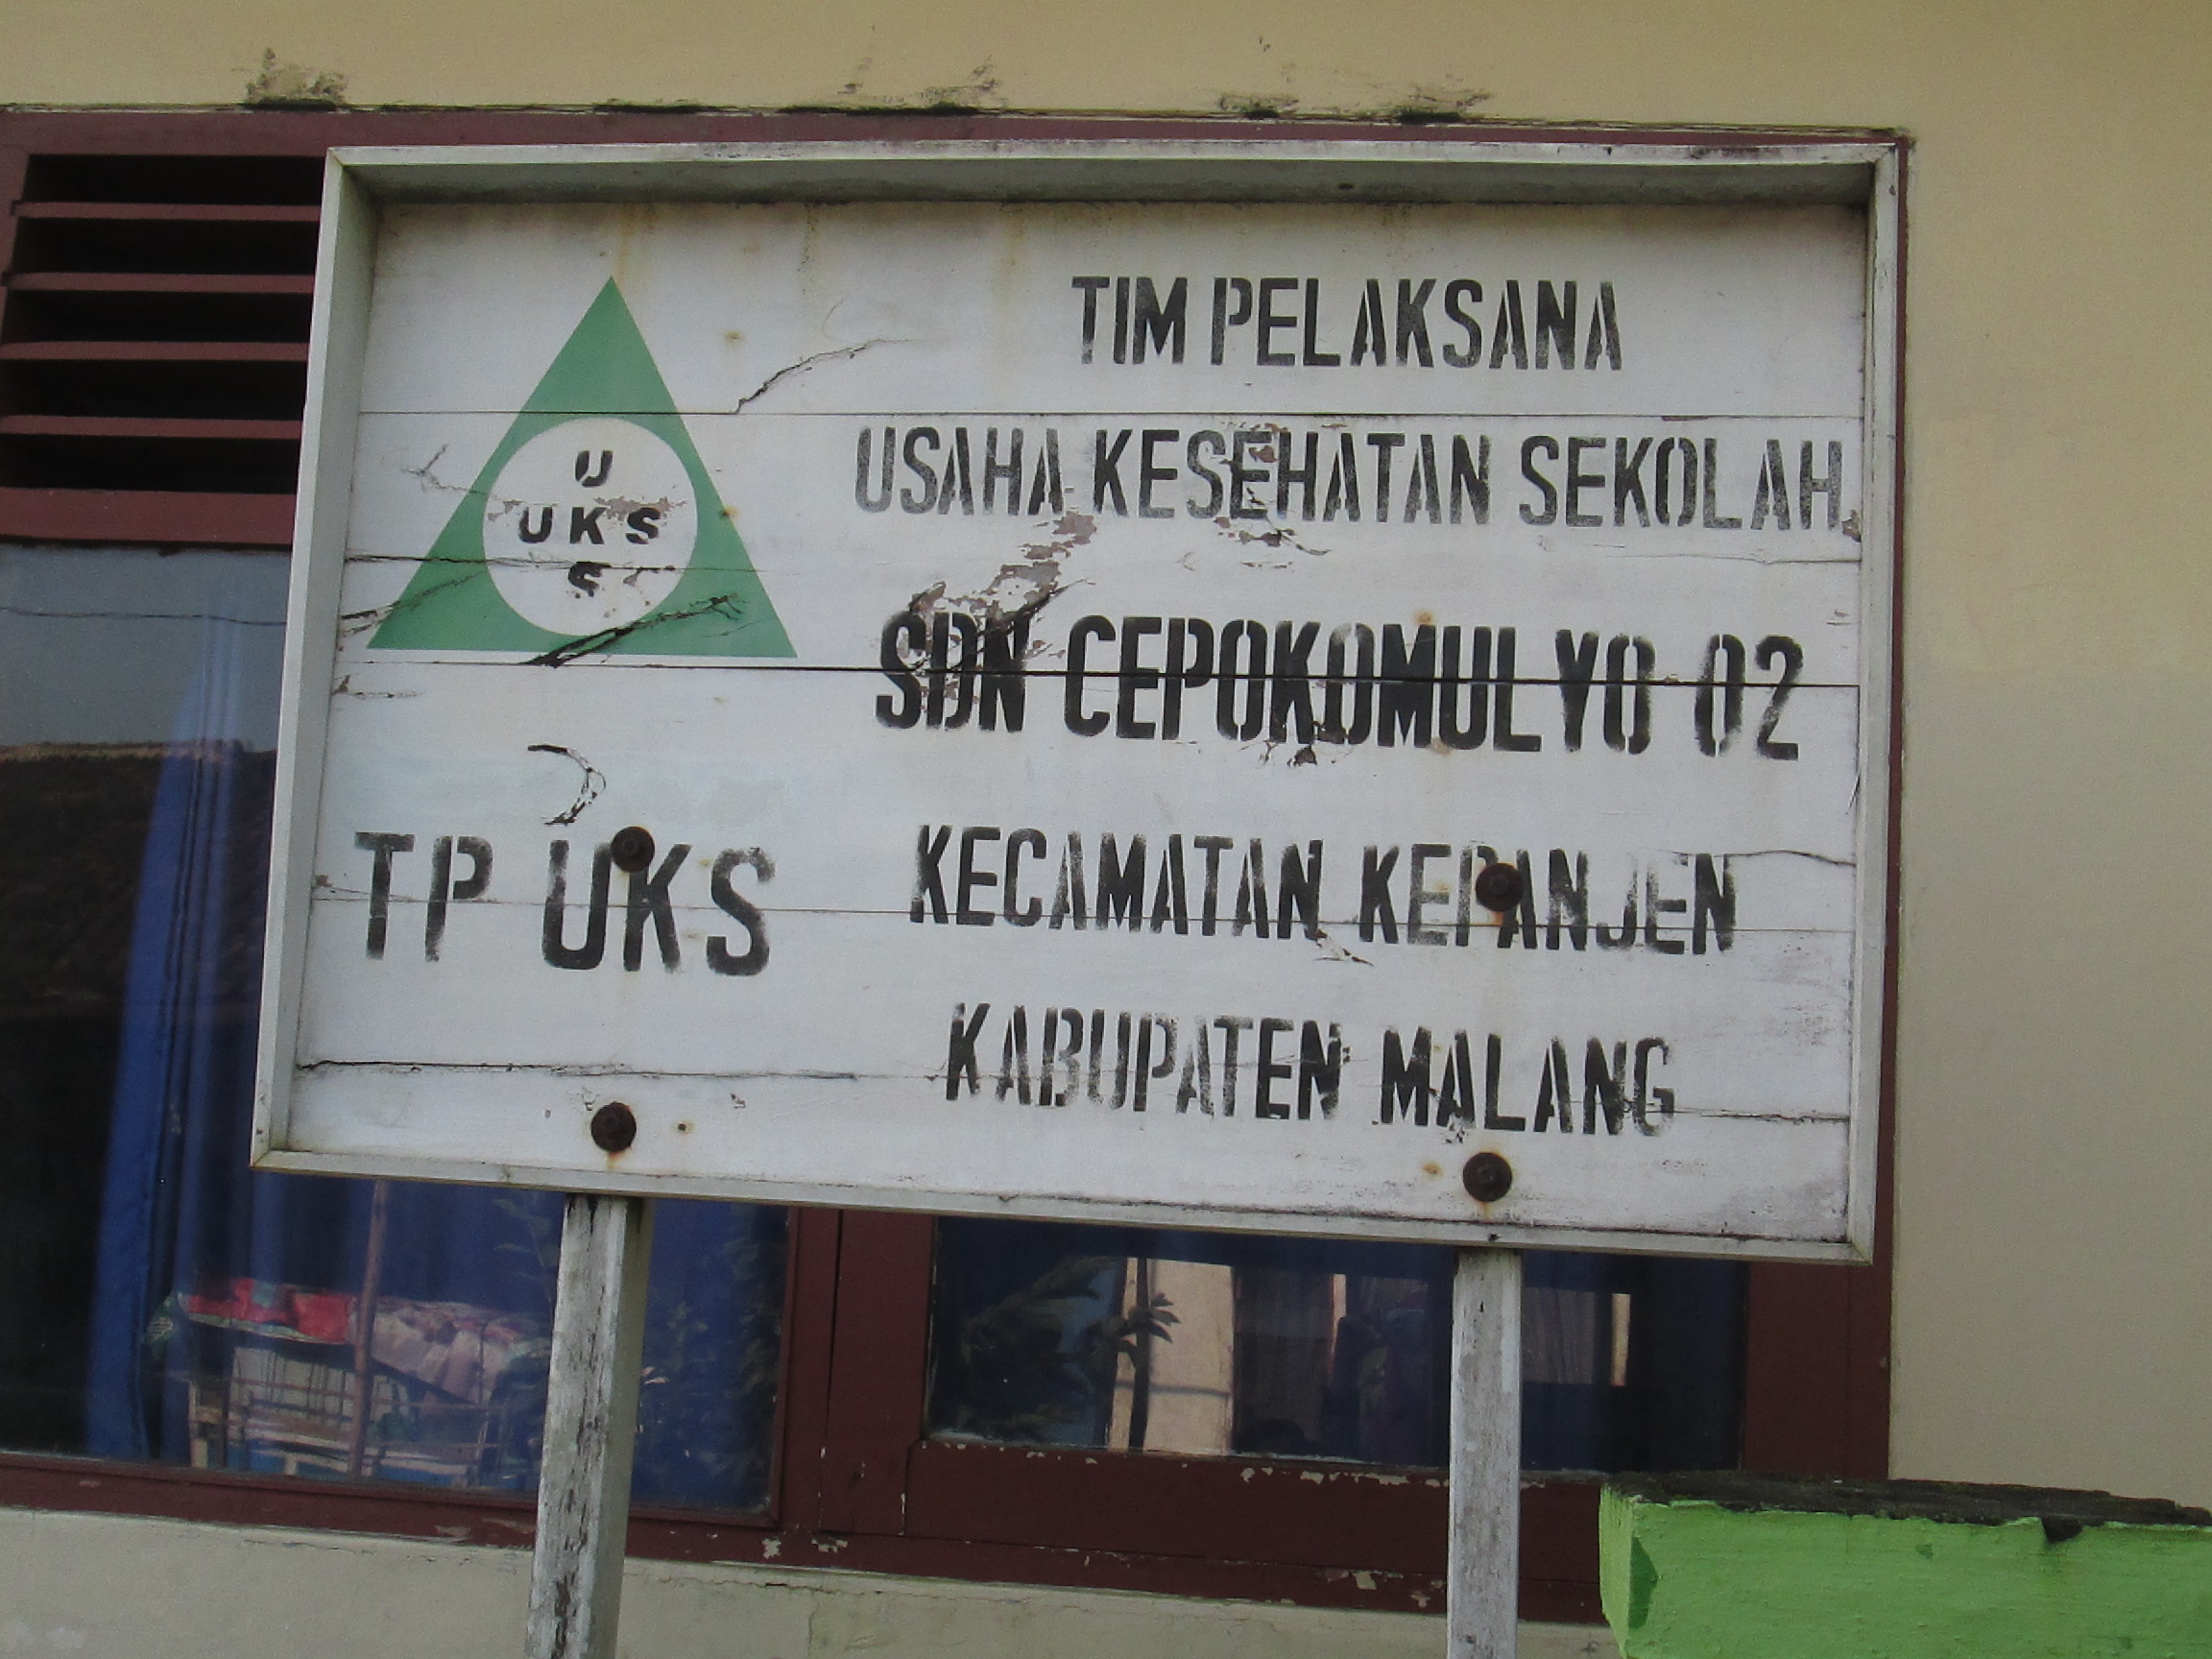 U
UKS
S
TP UKS
TIM PELAKSANA
USAHA KESEHATAN SEKOLAH
SDN CEPOKOMULYO 02
KECAMATAN KEPANJEN
KABUPATEN MALANG